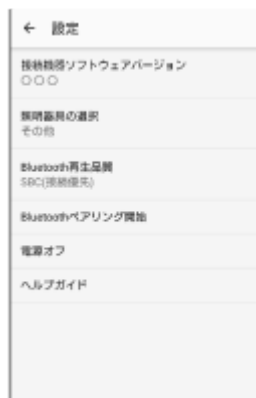 ← 設定
接続機器ソフトウェアバージョン
○○○
照明器具の選択
その他
Bluetooth再生品質
SBC(接続優先)
Bluetoothペアリング開始
電源オフ
ヘルプガイド